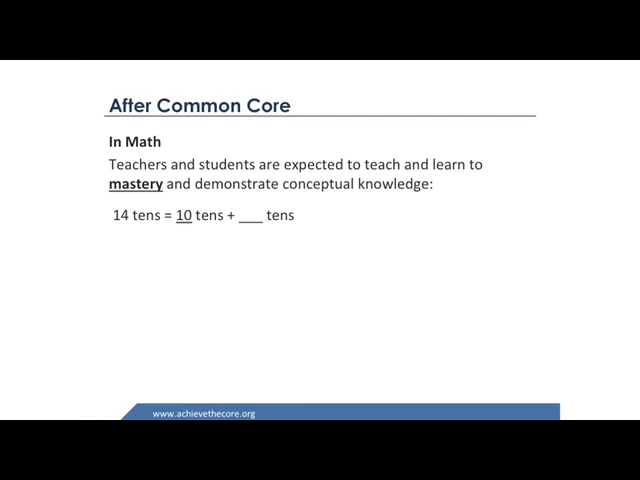 After Common Core
In Math
Teachers and students are expected to teach and learn to
mastery and demonstrate conceptual knowledge:
14 tens = 10 tens + ___ tens
www.achievethecore.org